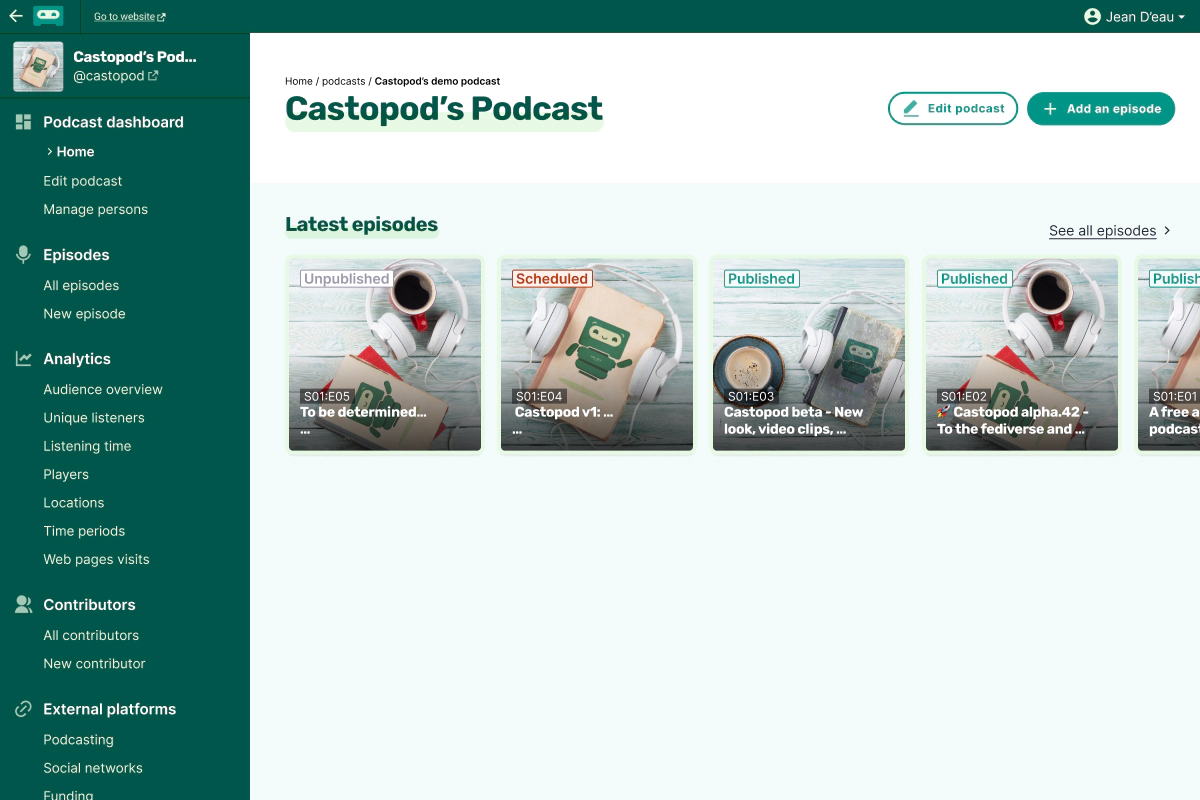 Go to website
Jean D'eau
Castopod's Pod...
@castopod
Podcast dashboard
Home
Edit podcast
Manage persons
Episodes
All episodes
New episode
Analytics
Audience overview
Unique listeners
Listening time
Players
Locations
Time periods
Web pages visits
Contributors
All contributors
New contributor
External platforms
Podcasting
Social networks
Funding
Home / podcasts / Castopod's demo podcast
Castopod's Podcast
Edit podcast
Add an episode
Latest episodes
See all episodes
Unpublished
S01:E05
To be determined...
...
Scheduled
S01:E04
Castopod v1: ...
...
Published
S01:E03
Castopod beta - New
look, video clips, ...
Published
S01:E02
🚀 Castopod alpha.42 -
To the fediverse and ...
Publish
S01:E01
A free a
podcast